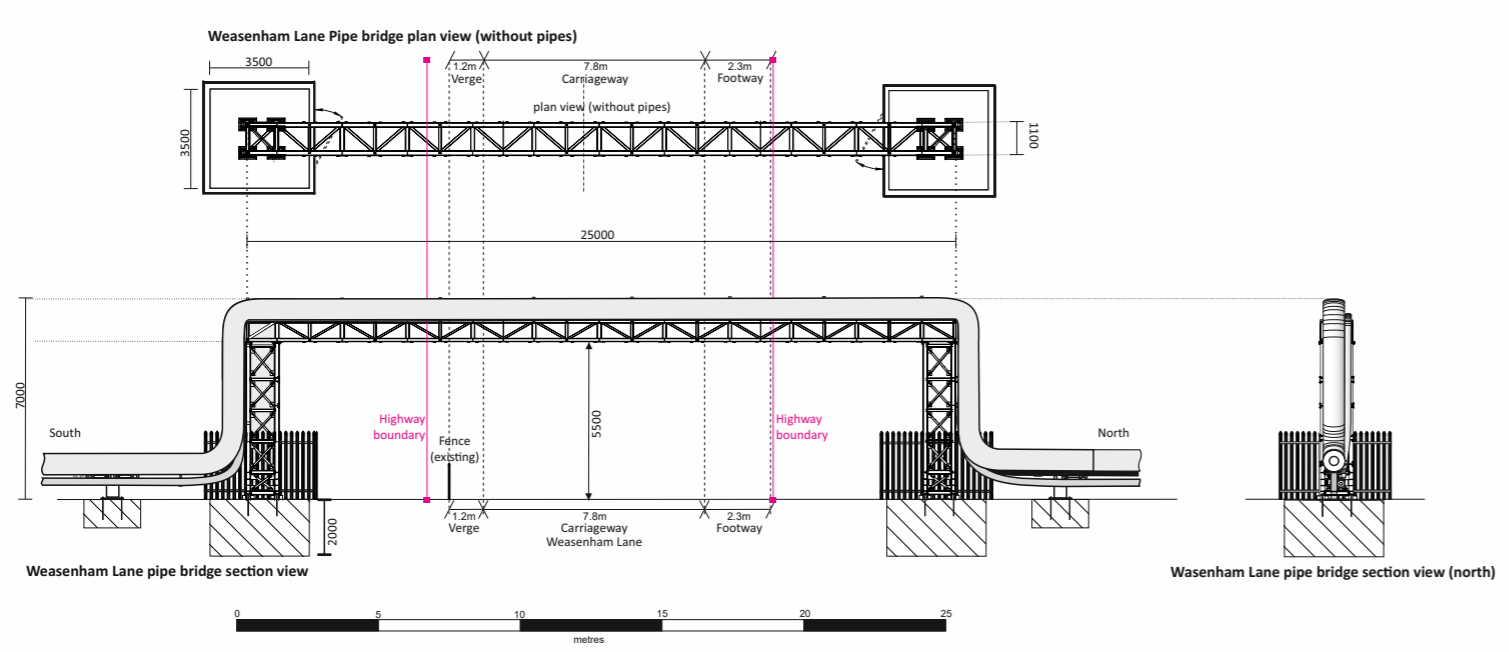 Weasenham Lane Pipe bridge plan view (without pipes)
3500
1.2m
Verge
7.8m
Carriageway
2.3m
Footway
plan view (without pipes)
3500
1100
25000
7000
South
Highway
boundary
Fence
(existing)
5500
Highway
boundary
North
2000
1.2m
Verge
7.8m
Carriageway
Weasenham Lane
2.3m
Footway
Weasenham Lane pipe bridge section view
Wasenham Lane pipe bridge section view (north)
0 5 10 15 20 25
metres